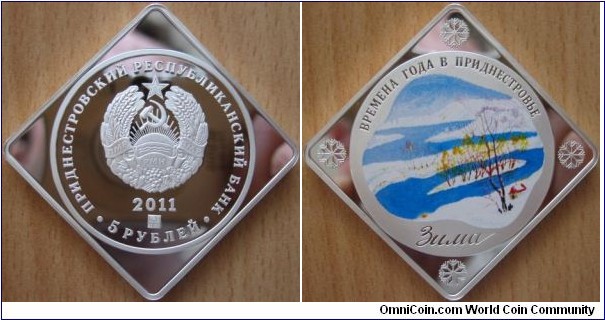 ПРИДНЕСТРОВСКИЙ РЕСПУБЛИКАНСКИЙ БАНК
2011
• 5 РУБЛЕЙ •
ВРЕМЕНА ГОДА В ПРИДНЕСТРОВЬЕ
Зима
OmniCoin.com World Coin Community